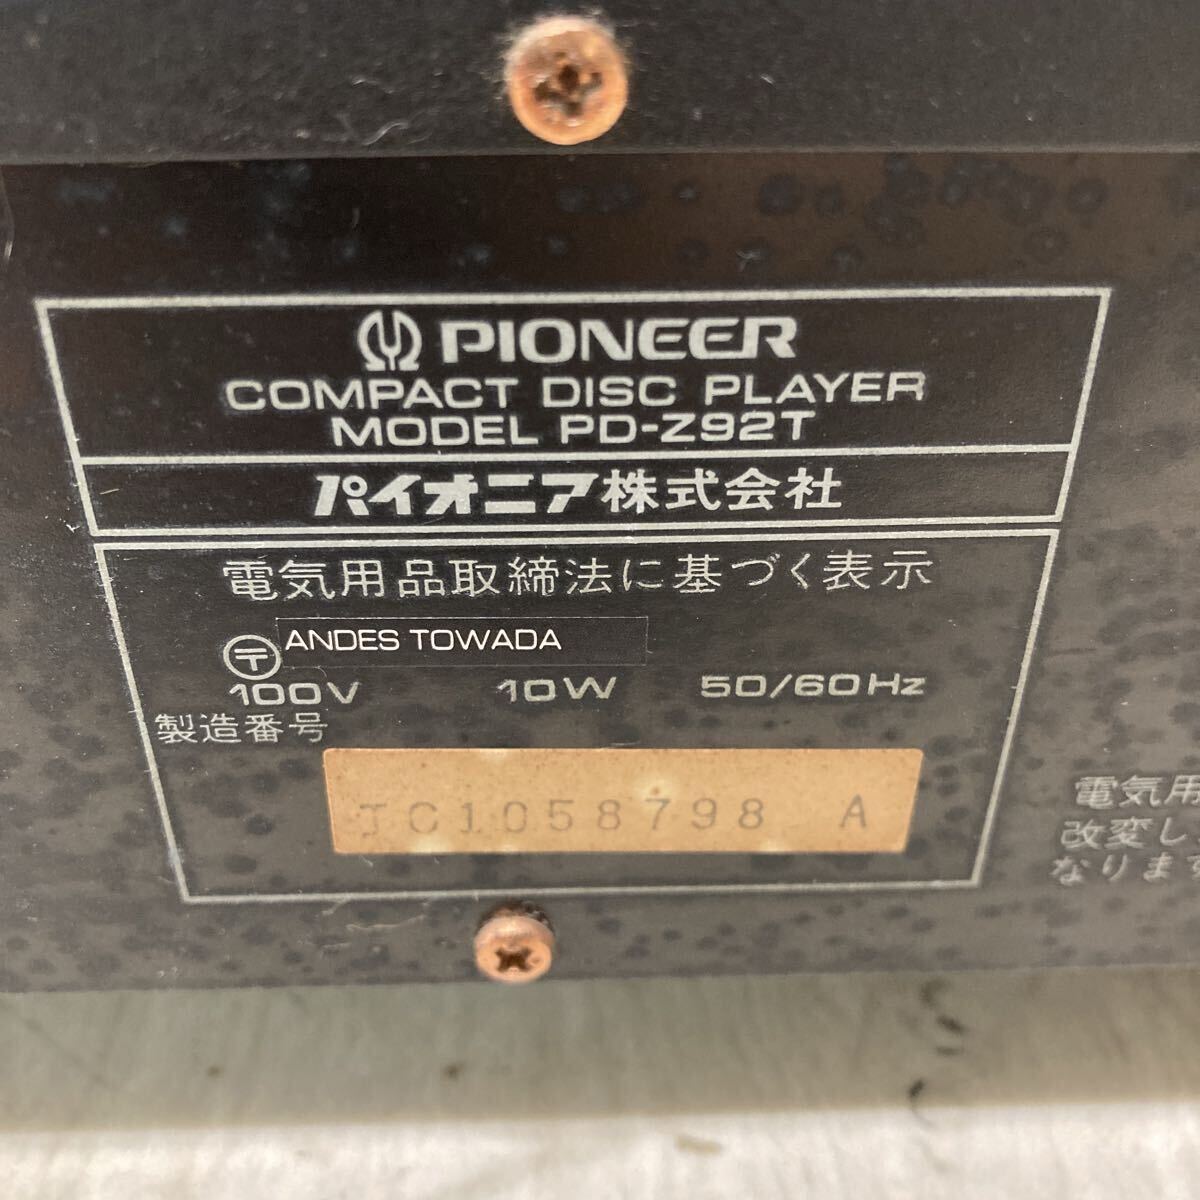 PIONEER
COMPACT DISC PLAYER
MODEL PD-Z92T
パイオニア株式会社
電気用品取締法に基づく表示
〒 ANDES TOWADA
100V 10W 50/60Hz
製造番号
JC1058798 A
電気用
改変し
なります